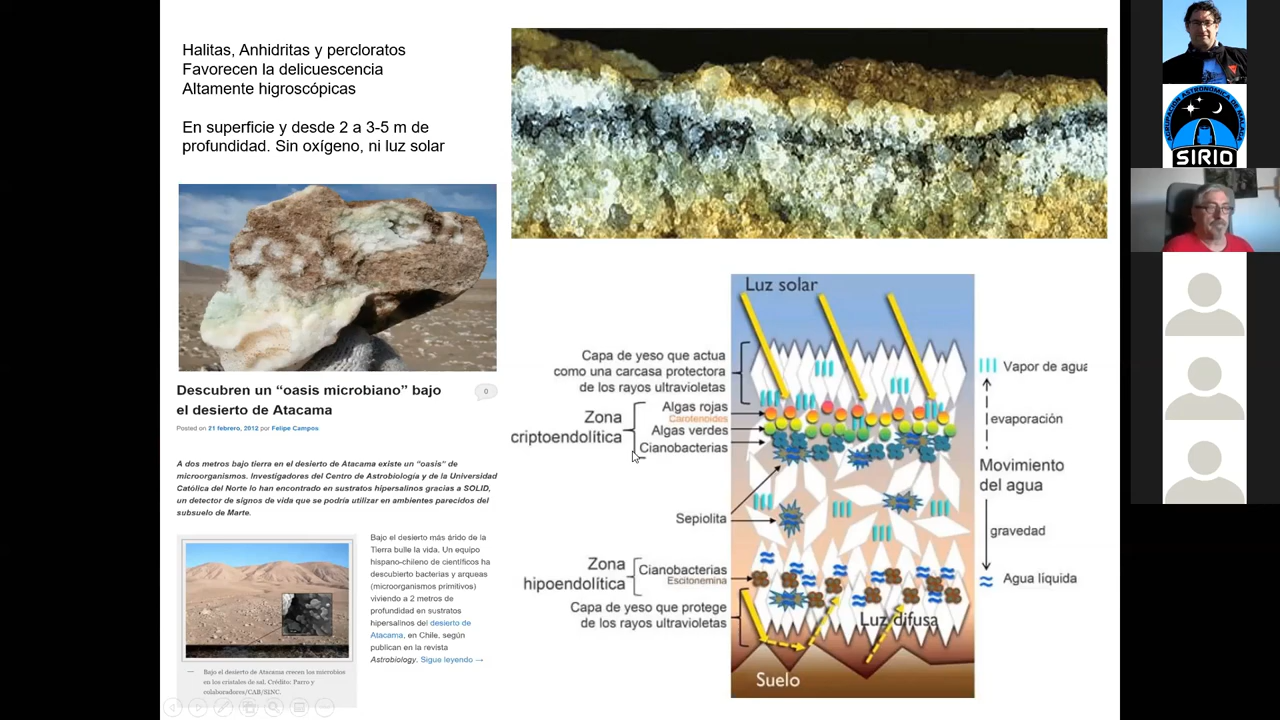 Halitas, Anhidritas y percloratos
Favorecen la delicuescencia
Altamente higroscópicas
En superficie y desde 2 a 3-5 m de
profundidad. Sin oxígeno, ni luz solar
Descubren un “oasis microbiano” bajo
el desierto de Atacama
0
Posted on 21 febrero, 2012 by Felipe Campos
A dos metros bajo tierra en el desierto de Atacama existe un “oasis” de
microorganismos. Investigadores del Centro de Astrobiología y de la Universidad
Católica del Norte lo han encontrado en sustratos hipersalinos gracias a SOLID,
un detector de signos de vida que se podría utilizar en ambientes parecidos del
subsuelo de Marte.
Bajo el desierto más árido de la
Tierra bulle la vida. Un equipo
hispano-chileno de científicos ha
descubierto bacterias y arqueas
(microorganismos primitivos)
viviendo a 2 metros de
profundidad en sustratos
hipersalinos del desierto de
Atacama, en Chile, según
publican en la revista
Astrobiology. Sigue leyendo →
— Bajo el desierto de Atacama crecen los microbios
en los cristales de sal. Crédito: Parro y
colaboradores/CAB/SINC.
Luz solar
Capa de yeso que actua
como una carcasa protectora
de los rayos ultravioletas
Zona
criptoendolítica
Algas rojas
Carotenoides
Algas verdes
Cianobacterias
Sepiolita
Zona
hipoendolítica
Cianobacterias
Escitonemina
Capa de yeso que protege
de los rayos ultravioletas
Luz difusa
Suelo
Vapor de agua
evaporación
Movimiento
del agua
gravedad
Agua líquida
AGRUPACIÓN ASTRONÓMICA DE MÁLAGA
SIRIO